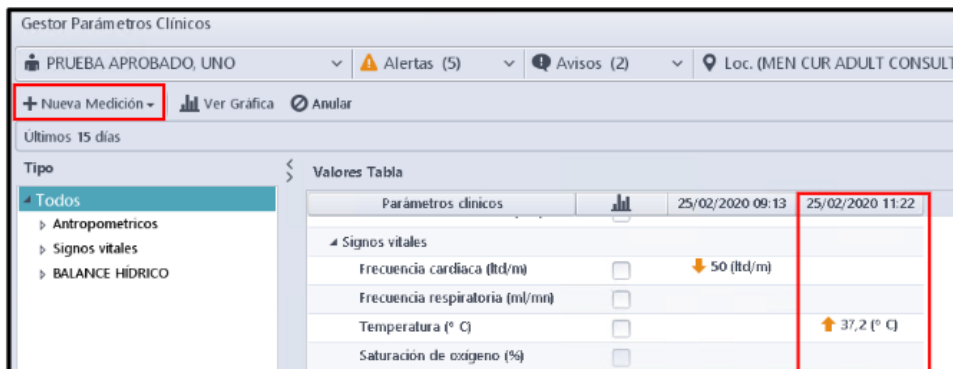 Gestor Parámetros Clínicos
PRUEBA APROBADO, UNO Alertas (5) Avisos (2) Loc. (MEN CUR ADULT CONSULT
Nueva Medición Ver Gráfica Anular
Últimos 15 días
Tipo Valores Tabla
Todos Parámetros clinicos 25/02/2020 09:13 25/02/2020 11:22
Antropometricos
Signos vitales
BALANCE HÍDRICO
Signos vitales
Frecuencia cardiaca (ltd/m) 50 (ltd/m)
Frecuencia respiratoria (ml/mn)
Temperatura (° C) 37,2 (° C)
Saturación de oxígeno (%)